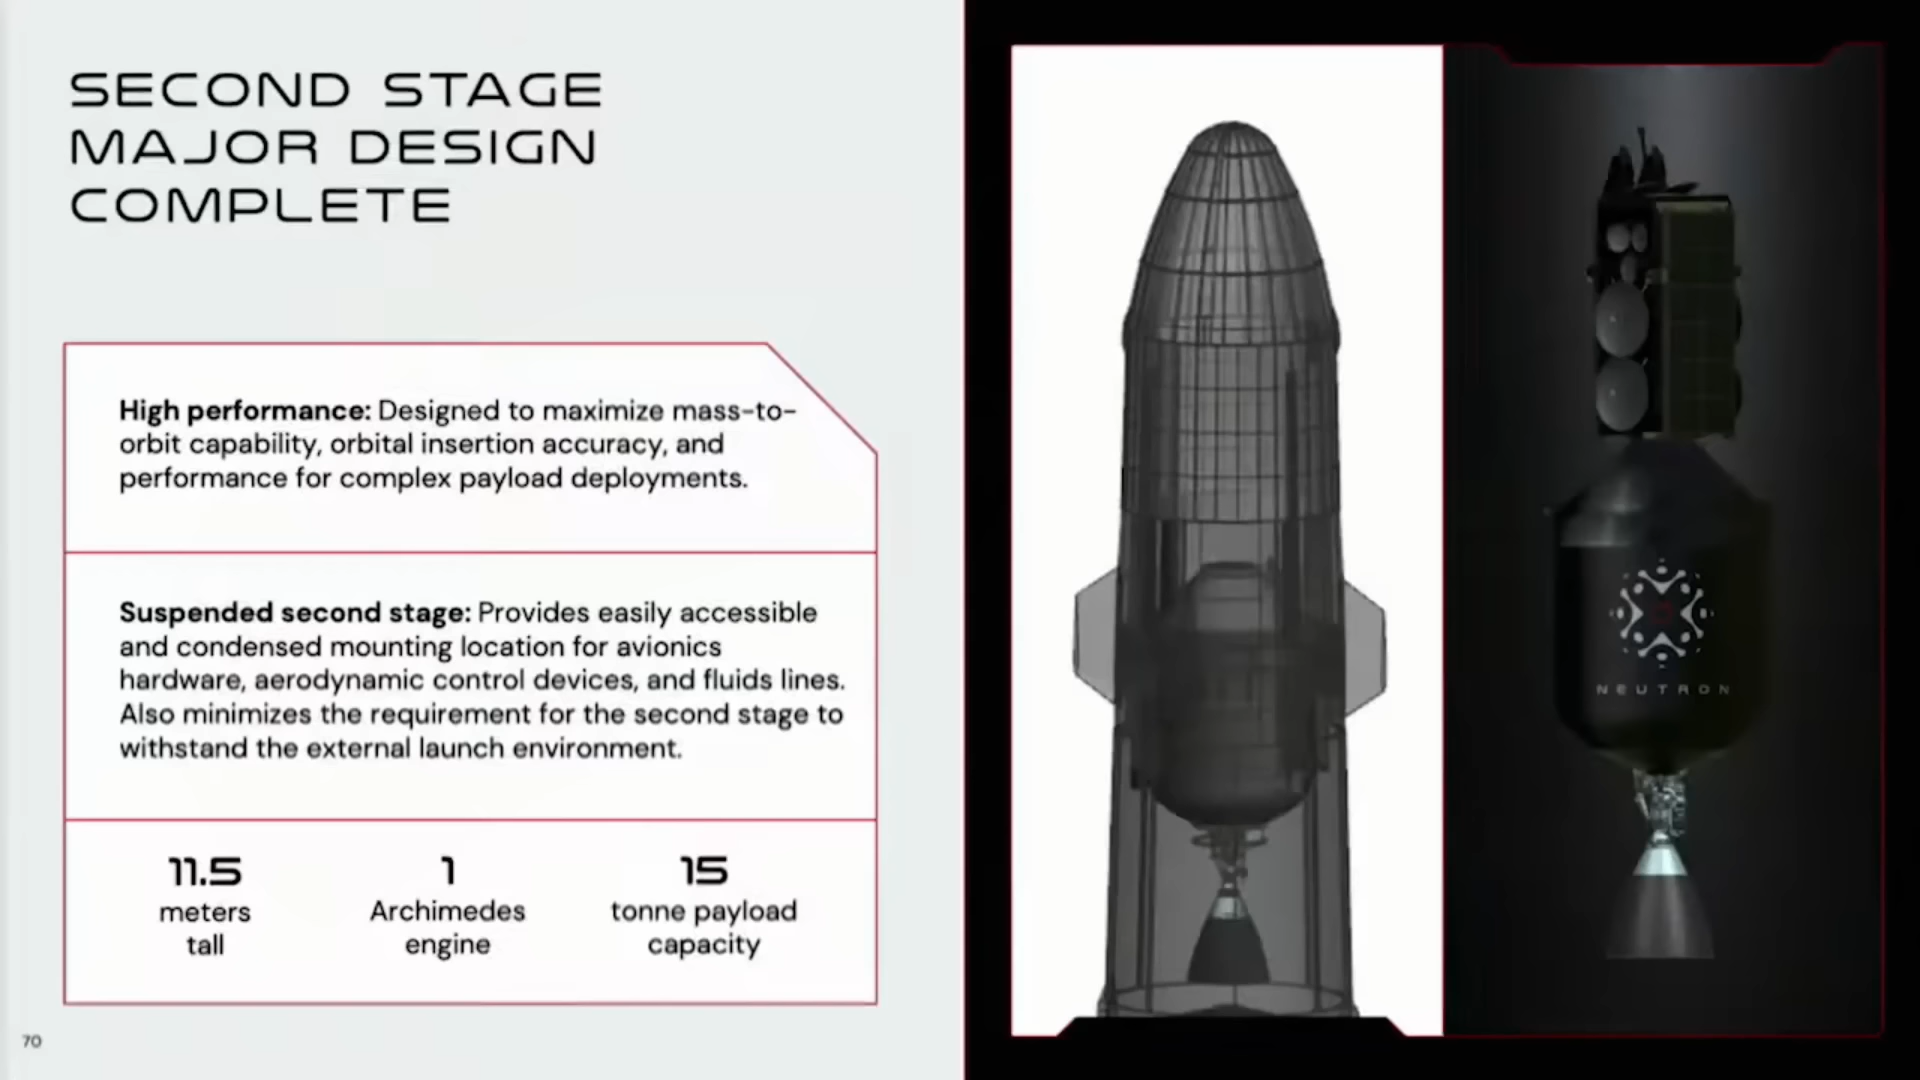 SECOND STAGE
MAJOR DESIGN
COMPLETE
High performance: Designed to maximize mass-to-
orbit capability, orbital insertion accuracy, and
performance for complex payload deployments.
Suspended second stage: Provides easily accessible
and condensed mounting location for avionics
hardware, aerodynamic control devices, and fluids lines.
Also minimizes the requirement for the second stage to
withstand the external launch environment.
11.5
meters
tall
1
Archimedes
engine
15
tonne payload
capacity
NEUTRON
70